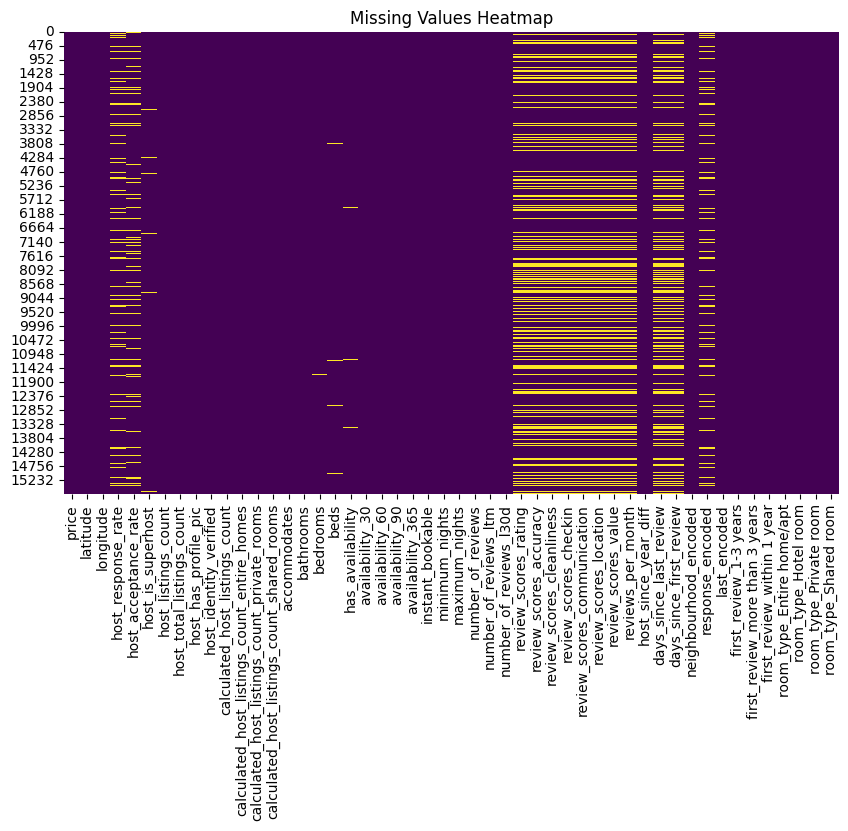 Missing Values Heatmap
0
476
952
1428
1904
2380
2856
3332
3808
4284
4760
5236
5712
6188
6664
7140
7616
8092
8568
9044
9520
9996
10472
10948
11424
11900
12376
12852
13328
13804
14280
14756
15232
price
latitude
longitude
host_response_rate
host_acceptance_rate
host_is_superhost
host_listings_count
host_total_listings_count
host_has_profile_pic
host_identity_verified
calculated_host_listings_count
calculated_host_listings_count_entire_homes
calculated_host_listings_count_private_rooms
calculated_host_listings_count_shared_rooms
accommodates
bathrooms
bedrooms
beds
has_availability
availability_30
availability_60
availability_90
availability_365
instant_bookable
minimum_nights
maximum_nights
number_of_reviews
number_of_reviews_ltm
number_of_reviews_l30d
review_scores_rating
review_scores_accuracy
review_scores_cleanliness
review_scores_checkin
review_scores_communication
review_scores_location
review_scores_value
reviews_per_month
host_since_year_diff
days_since_last_review
days_since_first_review
neighbourhood_encoded
response_encoded
last_encoded
first_review_1-3 years
first_review_more than 3 years
first_review_within 1 year
room_type_Entire home/apt
room_type_Hotel room
room_type_Private room
room_type_Shared room